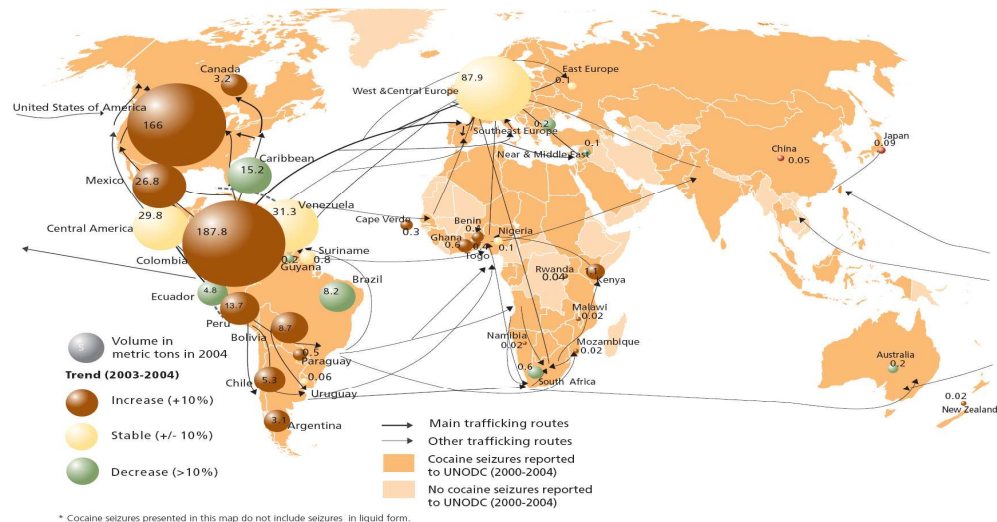 Canada
3.2
United States of America
166
West &Central Europe
87.9
East Europe
0.1
0.2
Southeast Europe
0.1
Near & Middle East
Japan
0.09
China
0.05
Caribbean
15.2
Mexico
26.8
Venezuela
31.3
29.8
Central America
Cape Verde
0.3
Benin
Ghana
0.6
Togo
Nigeria
0.1
187.8
Colombia
Suriname
0.8
0.2
Guyana
Rwanda
0.04
1.1
Kenya
Brazil
8.2
Ecuador
4.8
13.7
Peru
Bolivia
8.7
Malawi
0.02
Namibia
0.02
Mozambique
0.02
0.5
Paraguay
0.6
South Africa
Australia
0.2
Chile
5.3
0.06
Uruguay
0.02
New Zealand
3.1
Argentina
Volume in
metric tons in 2004
Trend (2003-2004)
Increase (+10%)
Stable (+/- 10%)
Decrease (>10%)
Main trafficking routes
Other trafficking routes
Cocaine seizures reported
to UNODC (2000-2004)
No cocaine seizures reported
to UNODC (2000-2004)
* Cocaine seizures presented in this map do not include seizures in liquid form.